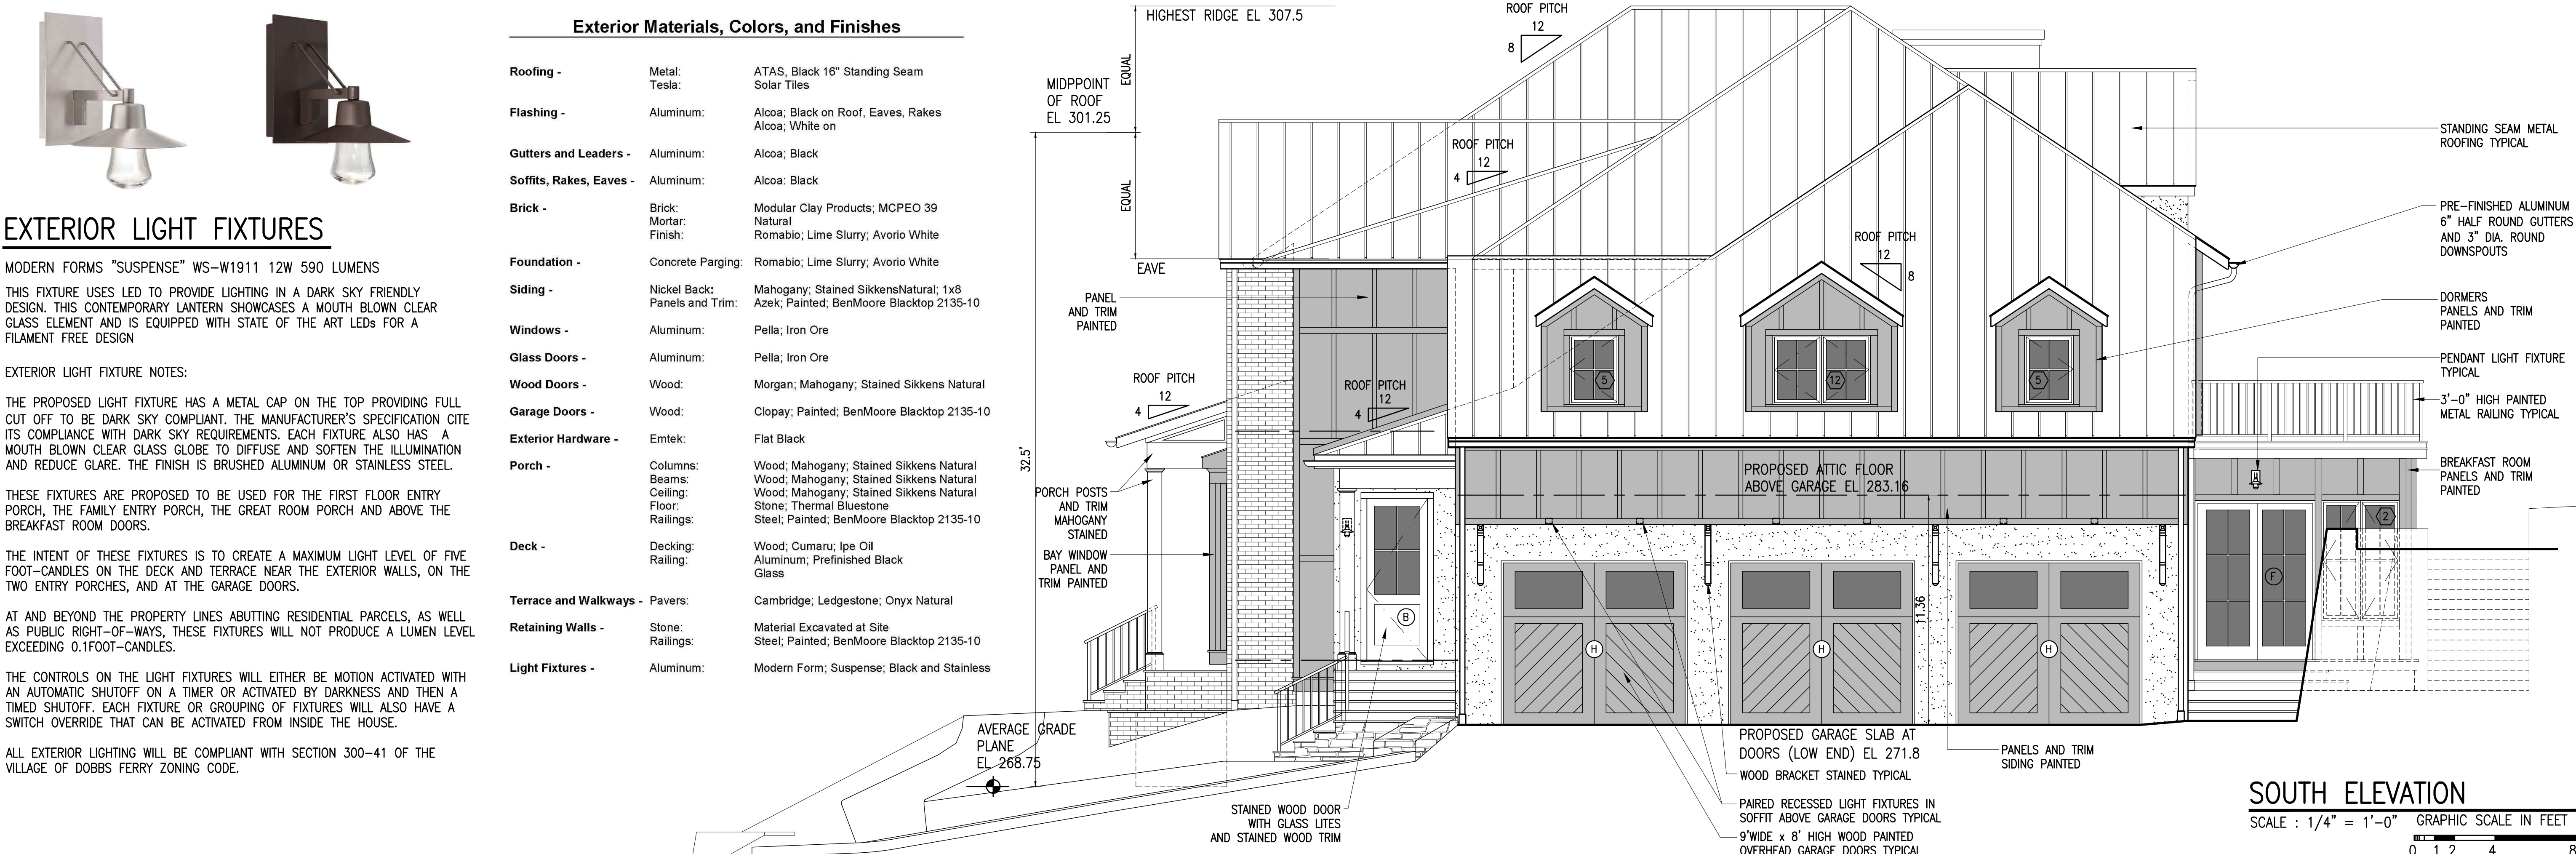 EXTERIOR LIGHT FIXTURES
MODERN FORMS "SUSPENSE" WS-W1911 12W 590 LUMENS
THIS FIXTURE USES LED TO PROVIDE LIGHTING IN A DARK SKY FRIENDLY
DESIGN. THIS CONTEMPORARY LANTERN SHOWCASES A MOUTH BLOWN CLEAR
GLASS ELEMENT AND IS EQUIPPED WITH STATE OF THE ART LEDs FOR A
FILAMENT FREE DESIGN
EXTERIOR LIGHT FIXTURE NOTES:
THE PROPOSED LIGHT FIXTURE HAS A METAL CAP ON THE TOP PROVIDING FULL
CUT OFF TO BE DARK SKY COMPLIANT. THE MANUFACTURER'S SPECIFICATION CITE
ITS COMPLIANCE WITH DARK SKY REQUIREMENTS. EACH FIXTURE ALSO HAS A
MOUTH BLOWN CLEAR GLASS GLOBE TO DIFFUSE AND SOFTEN THE ILLUMINATION
AND REDUCE GLARE. THE FINISH IS BRUSHED ALUMINUM OR STAINLESS STEEL.
THESE FIXTURES ARE PROPOSED TO BE USED FOR THE FIRST FLOOR ENTRY
PORCH, THE FAMILY ENTRY PORCH, THE GREAT ROOM PORCH AND ABOVE THE
BREAKFAST ROOM DOORS.
THE INTENT OF THESE FIXTURES IS TO CREATE A MAXIMUM LIGHT LEVEL OF FIVE
FOOT-CANDLES ON THE DECK AND TERRACE NEAR THE EXTERIOR WALLS, ON THE
TWO ENTRY PORCHES, AND AT THE GARAGE DOORS.
AT AND BEYOND THE PROPERTY LINES ABUTTING RESIDENTIAL PARCELS, AS WELL
AS PUBLIC RIGHT-OF-WAYS, THESE FIXTURES WILL NOT PRODUCE A LUMEN LEVEL
EXCEEDING 0.1FOOT-CANDLES.
THE CONTROLS ON THE LIGHT FIXTURES WILL EITHER BE MOTION ACTIVATED WITH
AN AUTOMATIC SHUTOFF ON A TIMER OR ACTIVATED BY DARKNESS AND THEN A
TIMED SHUTOFF. EACH FIXTURE OR GROUPING OF FIXTURES WILL ALSO HAVE A
SWITCH OVERRIDE THAT CAN BE ACTIVATED FROM INSIDE THE HOUSE.
ALL EXTERIOR LIGHTING WILL BE COMPLIANT WITH SECTION 300-41 OF THE
VILLAGE OF DOBBS FERRY ZONING CODE.
Exterior Materials, Colors, and Finishes
Roofing - Metal: ATAS, Black 16" Standing Seam
Tesla: Solar Tiles
Flashing - Aluminum: Alcoa; Black on Roof, Eaves, Rakes
Alcoa; White on
Gutters and Leaders - Aluminum: Alcoa; Black
Soffits, Rakes, Eaves - Aluminum: Alcoa: Black
Brick - Brick: Modular Clay Products; MCPEO 39
Mortar: Natural
Finish: Romabio; Lime Slurry; Avorio White
Foundation - Concrete Parging: Romabio; Lime Slurry; Avorio White
Siding - Nickel Back: Mahogany; Stained SikkensNatural; 1x8
Panels and Trim: Azek; Painted; BenMoore Blacktop 2135-10
Windows - Aluminum: Pella; Iron Ore
Glass Doors - Aluminum: Pella; Iron Ore
Wood Doors - Wood: Morgan; Mahogany; Stained Sikkens Natural
Garage Doors - Wood: Clopay; Painted; BenMoore Blacktop 2135-10
Exterior Hardware - Emtek: Flat Black
Porch - Columns: Wood; Mahogany; Stained Sikkens Natural
Beams: Wood; Mahogany; Stained Sikkens Natural
Ceiling: Wood; Mahogany; Stained Sikkens Natural
Floor: Stone; Thermal Bluestone
Railings: Steel; Painted; BenMoore Blacktop 2135-10
Deck - Decking: Wood; Cumaru; Ipe Oil
Railing: Aluminum; Prefinished Black
Glass
Terrace and Walkways - Pavers: Cambridge; Ledgestone; Onyx Natural
Retaining Walls - Stone: Material Excavated at Site
Railings: Steel; Painted; BenMoore Blacktop 2135-10
Light Fixtures - Aluminum: Modern Form; Suspense; Black and Stainless
HIGHEST RIDGE EL 307.5
EQUAL
MIDPPOINT
OF ROOF
EL 301.25
EQUAL
EAVE
32.5'
ROOF PITCH
12
8
ROOF PITCH
12
4
ROOF PITCH
12
8
ROOF PITCH
12
4
ROOF PITCH
12
4
PANEL
AND TRIM
PAINTED
PORCH POSTS
AND TRIM
MAHOGANY
STAINED
BAY WINDOW
PANEL AND
TRIM PAINTED
AVERAGE GRADE
PLANE
EL 268.75
STAINED WOOD DOOR
WITH GLASS LITES
AND STAINED WOOD TRIM
5
12
5
PROPOSED ATTIC FLOOR
ABOVE GARAGE EL 283.16
11.36
B
H
H
H
F
2
PROPOSED GARAGE SLAB AT
DOORS (LOW END) EL 271.8
WOOD BRACKET STAINED TYPICAL
PAIRED RECESSED LIGHT FIXTURES IN
SOFFIT ABOVE GARAGE DOORS TYPICAL
9'WIDE x 8' HIGH WOOD PAINTED
OVERHEAD GARAGE DOORS TYPICAL
PANELS AND TRIM
SIDING PAINTED
STANDING SEAM METAL
ROOFING TYPICAL
PRE-FINISHED ALUMINUM
6" HALF ROUND GUTTERS
AND 3" DIA. ROUND
DOWNSPOUTS
DORMERS
PANELS AND TRIM
PAINTED
PENDANT LIGHT FIXTURE
TYPICAL
3'-0" HIGH PAINTED
METAL RAILING TYPICAL
BREAKFAST ROOM
PANELS AND TRIM
PAINTED
SOUTH ELEVATION
SCALE : 1/4" = 1'-0" GRAPHIC SCALE IN FEET
0 1 2 4 8